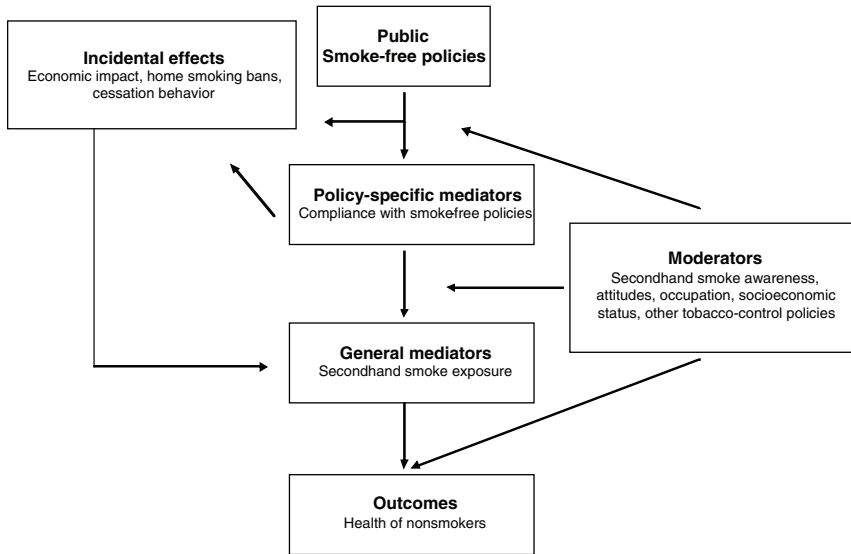 Public
Smoke-free policies
Incidental effects
Economic impact, home smoking bans,
cessation behavior
Policy-specific mediators
Compliance with smoke-free policies
Moderators
Secondhand smoke awareness,
attitudes, occupation, socioeconomic
status, other tobacco-control policies
General mediators
Secondhand smoke exposure
Outcomes
Health of nonsmokers